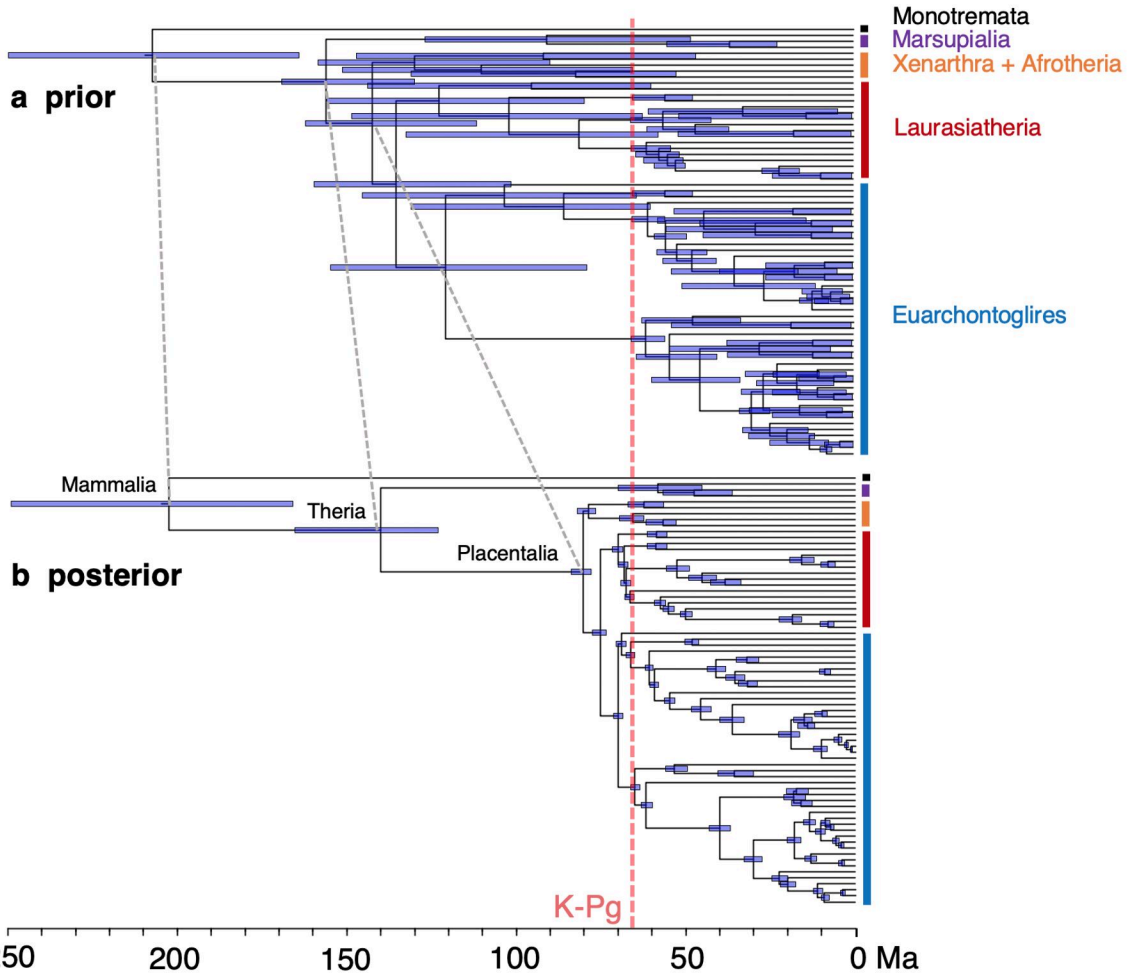 Monotremata
Marsupialia
Xenarthra + Afrotheria
a prior
Laurasiatheria
Euarchontoglires
Mammalia
Theria
Placentalia
b posterior
K-Pg
50 200 150 100 50 0 Ma